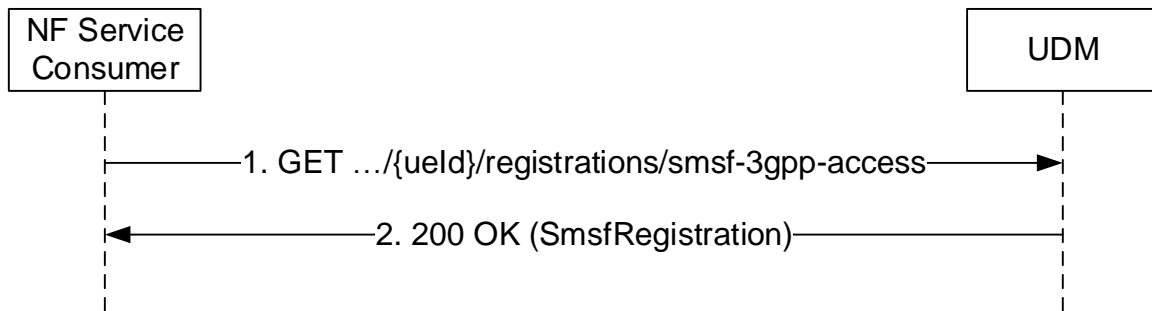 NF Service
Consumer
UDM
1. GET …/{ueId}/registrations/smsf-3gpp-access
2. 200 OK (SmsfRegistration)